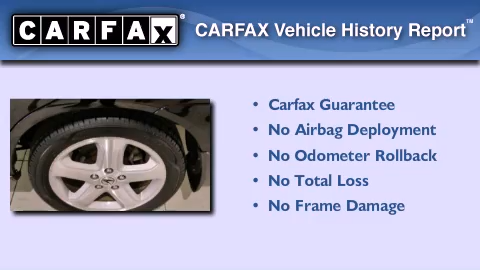 CARFAX® CARFAX Vehicle History Report™
• Carfax Guarantee
• No Airbag Deployment
• No Odometer Rollback
• No Total Loss
• No Frame Damage